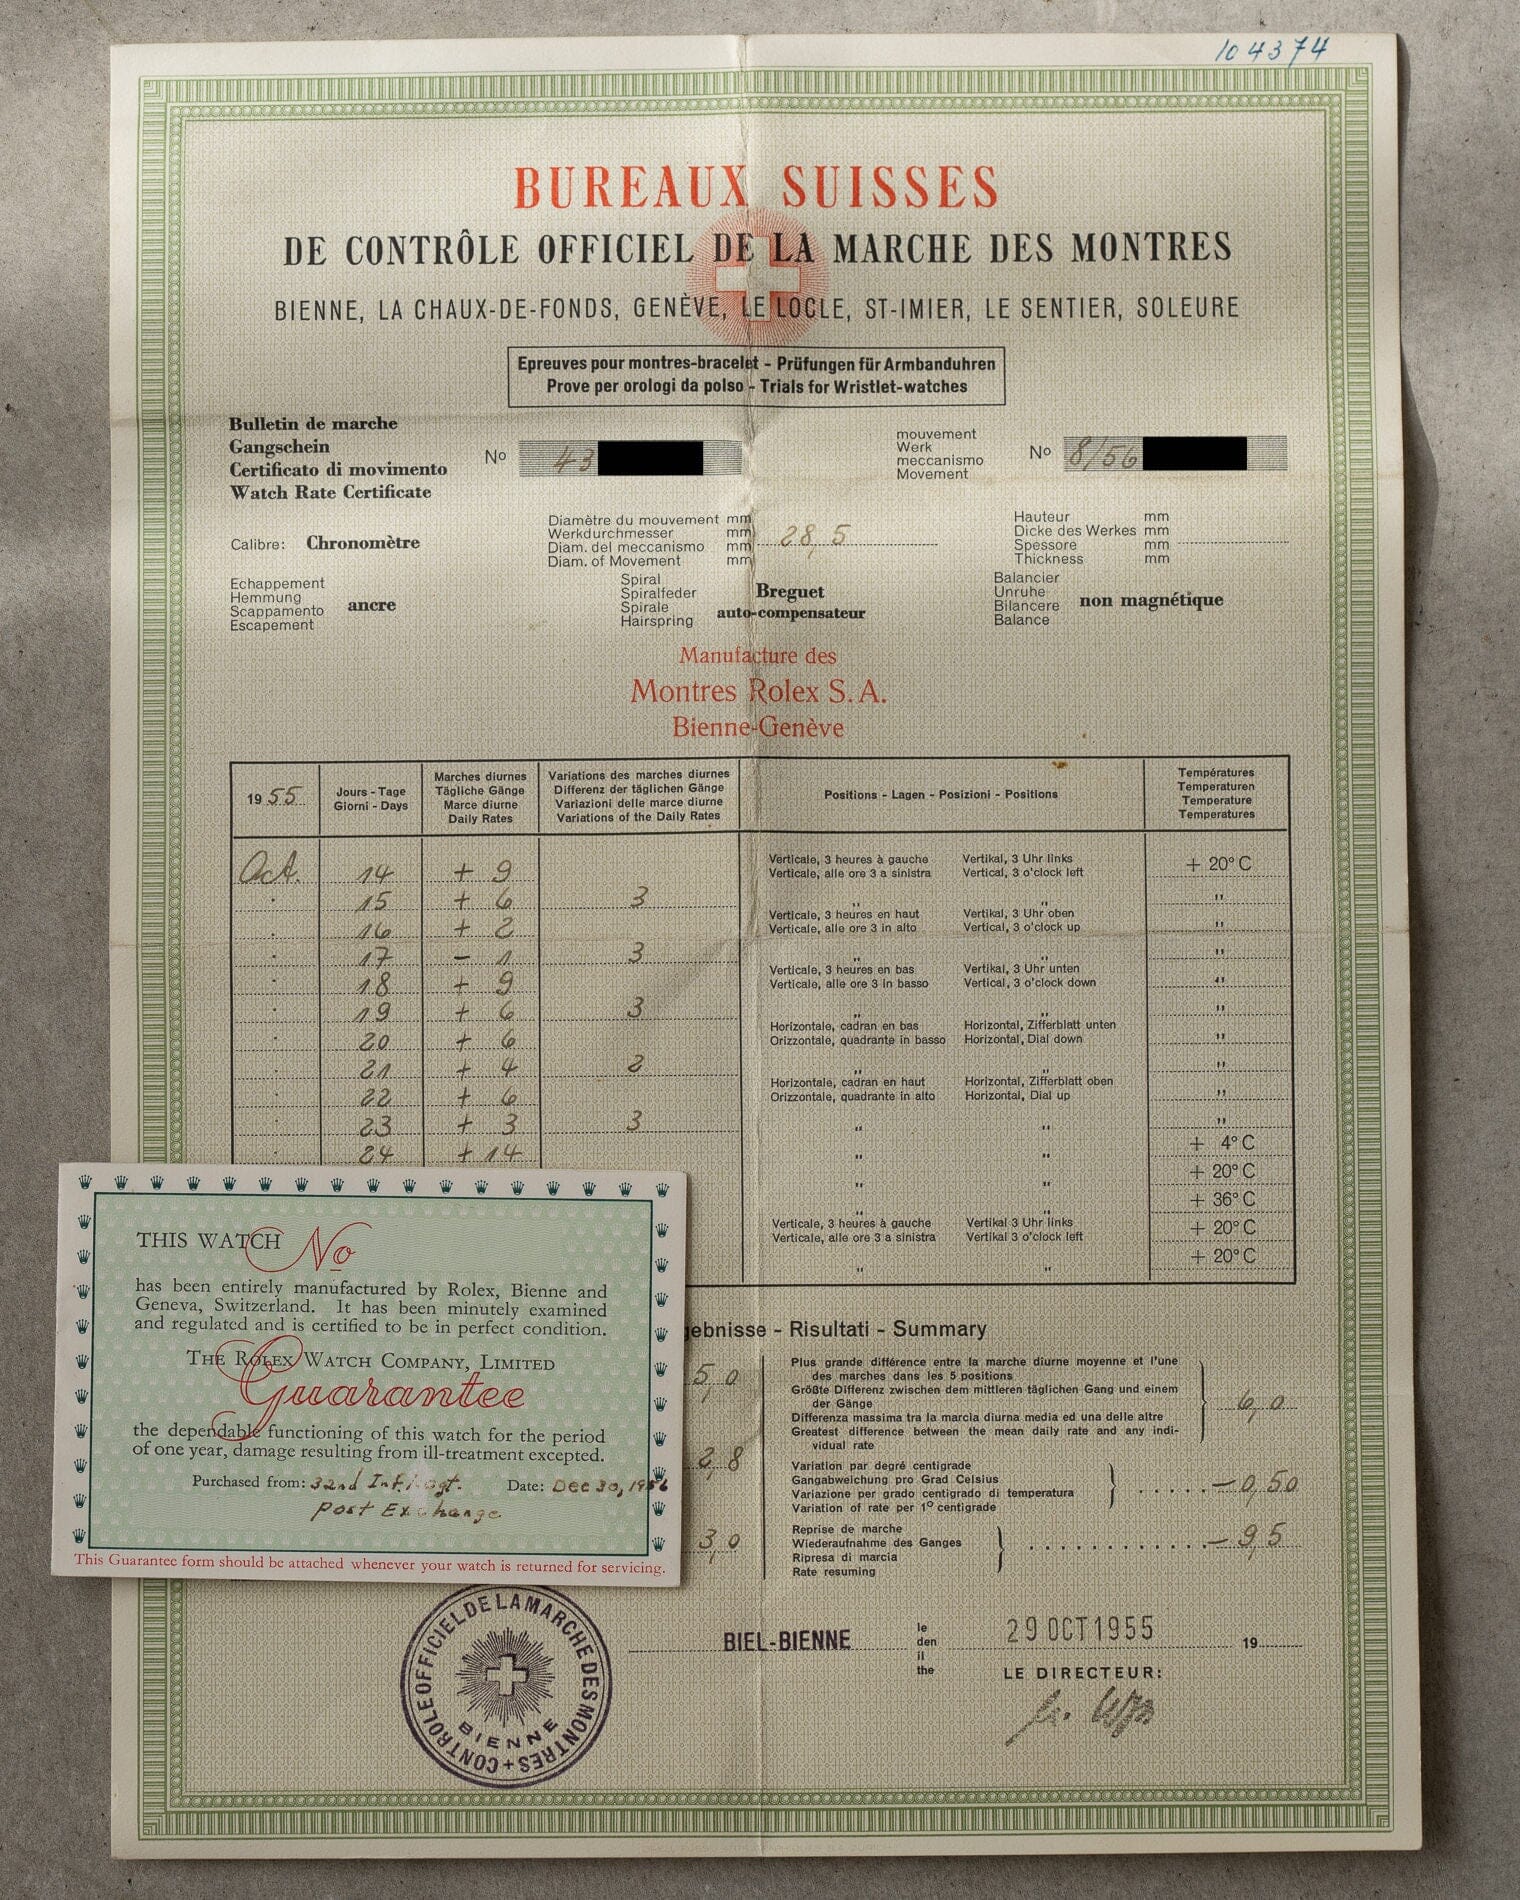 104374
BUREAUX SUISSES
DE CONTRÔLE OFFICIEL DE LA MARCHE DES MONTRES
BIENNE, LA CHAUX-DE-FONDS, GENÈVE, LE LOCLE, ST-IMIER, LE SENTIER, SOLEURE
Epreuves pour montres-bracelet - Prüfungen für Armbanduhren
Prove per orologi da polso - Trials for Wristlet-watches
Bulletin de marche
Gangschein
Certificato di movimento
Watch Rate Certificate
No 43
mouvement
Werk
meccanismo
Movement
No 8/56
Calibre: Chronomètre
Diamètre du mouvement mm
Werkdurchmesser mm
Diam. del meccanismo mm
Diam. of Movement mm
28,5
Hauteur mm
Dicke des Werkes mm
Spessore mm
Thickness mm
Echappement
Hemmung
Scappamento
Escapement
ancre
Spiral
Spiralfeder
Spirale
Hairspring
Breguet
auto-compensateur
Balancier
Unruhe
Bilancere
Balance
non magnétique
Manufacture des
Montres Rolex S.A.
Bienne-Genève
1955
Jours - Tage
Giorni - Days
Marches diurnes
Tägliche Gänge
Marce diurne
Daily Rates
Variations des marches diurnes
Differenz der täglichen Gänge
Variazioni delle marce diurne
Variations of the Daily Rates
Positions - Lagen - Posizioni - Positions
Températures
Temperaturen
Temperature
Temperatures
Oct. 14 + 9 Verticale, 3 heures à gauche Vertikal, 3 Uhr links + 20° C
Verticale, alle ore 3 a sinistra Vertical, 3 o'clock left
15 + 6 3 " " "
16 + 2 Verticale, 3 heures en haut Vertikal, 3 Uhr oben "
Verticale, alle ore 3 in alto Vertical, 3 o'clock up
17 - 1 3 " " "
18 + 9 Verticale, 3 heures en bas Vertikal, 3 Uhr unten "
Verticale, alle ore 3 in basso Vertical, 3 o'clock down
19 + 6 3 " " "
20 + 6 Horizontale, cadran en bas Horizontal, Zifferblatt unten "
Orizzontale, quadrante in basso Horizontal, Dial down
21 + 4 2 " " "
22 + 6 Horizontale, cadran en haut Horizontal, Zifferblatt oben "
Orizzontale, quadrante in alto Horizontal, Dial up
23 + 3 3 " " "
24 + 14 " " + 4° C
" " + 20° C
" " + 36° C
Verticale, 3 heures à gauche Vertikal 3 Uhr links + 20° C
Verticale, alle ore 3 a sinistra Vertikal 3 o'clock left
" " + 20° C
THIS WATCH No
has been entirely manufactured by Rolex, Bienne and
Geneva, Switzerland. It has been minutely examined
and regulated and is certified to be in perfect condition.
THE ROLEX WATCH COMPANY, LIMITED
Guarantee
the dependable functioning of this watch for the period
of one year, damage resulting from ill-treatment excepted.
Purchased from: 32nd Inf. Rgt. Date: Dec 30, 1956
Post Exchange
This Guarantee form should be attached whenever your watch is returned for servicing.
gebnisse - Risultati - Summary
5,0
2,8
3,0
Plus grande différence entre la marche diurne moyenne et l'une
des marches dans les 5 positions
Größte Differenz zwischen dem mittleren täglichen Gang und einem
der Gänge
Differenza massima tra la marcia diurna media ed una delle altre
Greatest difference between the mean daily rate and any indi-
vidual rate
6,0
Variation par degré centigrade
Gangabweichung pro Grad Celsius
Variazione per grado centigrado di temperatura
Variation of rate per 1° centigrade
- 0,50
Reprise de marche
Wiederaufnahme des Ganges
Ripresa di marcia
Rate resuming
- 9,5
CONTROLE OFFICIEL DE LA MARCHE DES MONTRES +
BIENNE
BIEL-BIENNE
le
den
il
the
29 OCT 1955
19
LE DIRECTEUR: